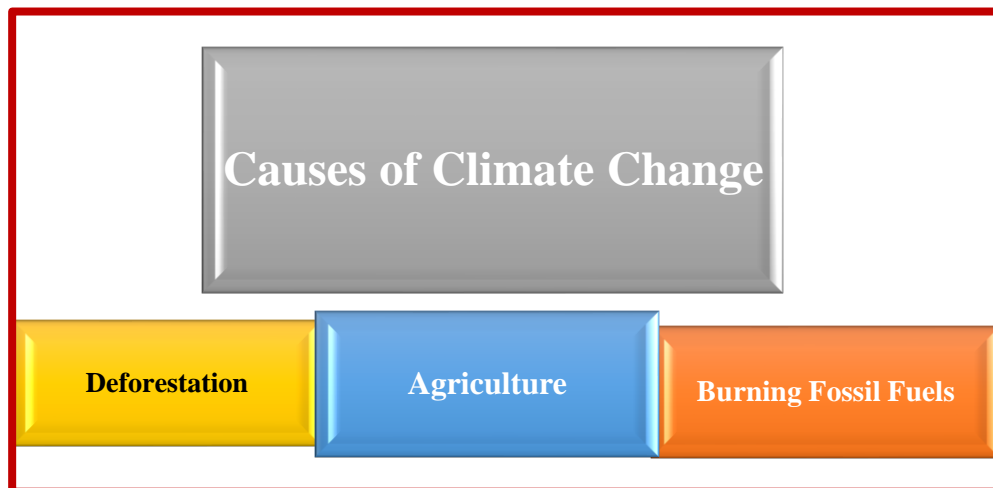 Causes of Climate Change
Deforestation
Agriculture
Burning Fossil Fuels